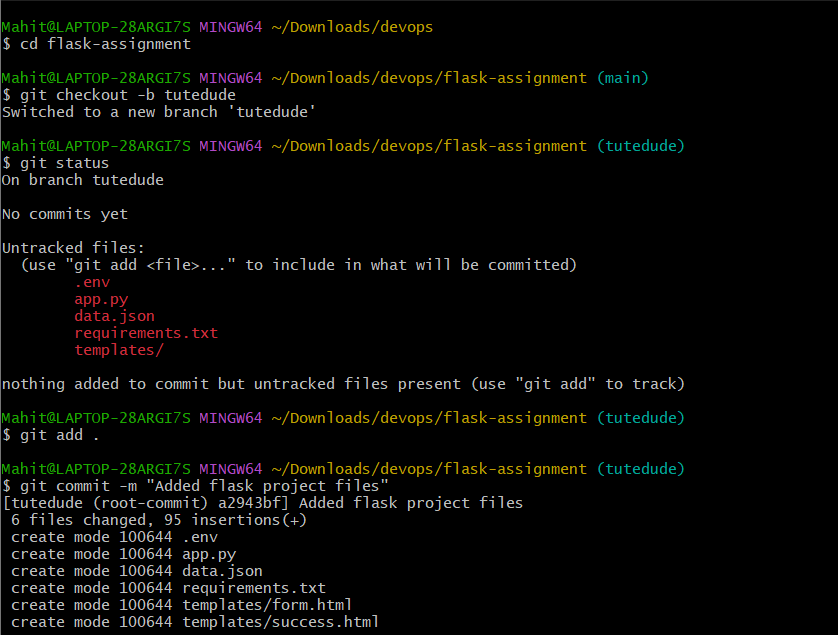 Mahit@LAPTOP-28ARGI7S MINGW64 ~/Downloads/devops
$ cd flask-assignment
Mahit@LAPTOP-28ARGI7S MINGW64 ~/Downloads/devops/flask-assignment (main)
$ git checkout -b tutedude
Switched to a new branch 'tutedude'
Mahit@LAPTOP-28ARGI7S MINGW64 ~/Downloads/devops/flask-assignment (tutedude)
$ git status
On branch tutedude
No commits yet
Untracked files:
  (use "git add <file>..." to include in what will be committed)
        .env
        app.py
        data.json
        requirements.txt
        templates/
nothing added to commit but untracked files present (use "git add" to track)
Mahit@LAPTOP-28ARGI7S MINGW64 ~/Downloads/devops/flask-assignment (tutedude)
$ git add .
Mahit@LAPTOP-28ARGI7S MINGW64 ~/Downloads/devops/flask-assignment (tutedude)
$ git commit -m "Added flask project files"
[tutedude (root-commit) a2943bf] Added flask project files
 6 files changed, 95 insertions(+)
 create mode 100644 .env
 create mode 100644 app.py
 create mode 100644 data.json
 create mode 100644 requirements.txt
 create mode 100644 templates/form.html
 create mode 100644 templates/success.html